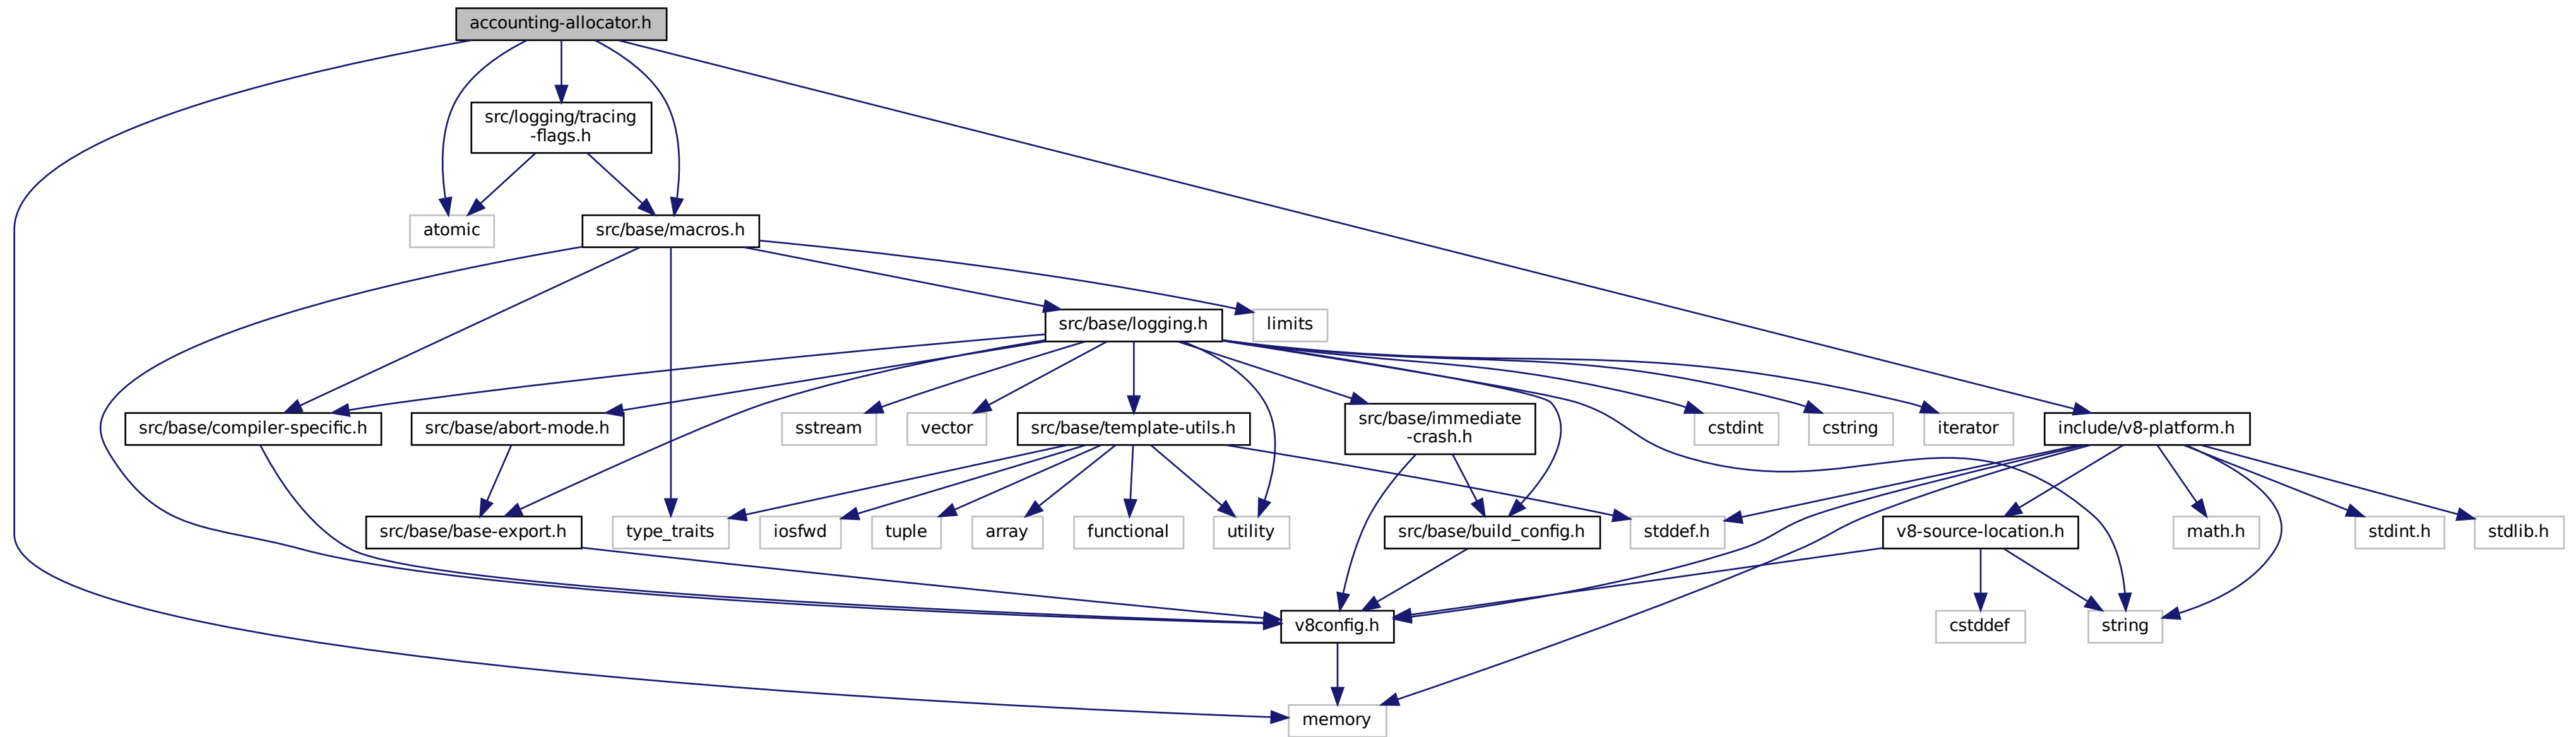 accounting-allocator.h
src/logging/tracing
-flags.h
atomic
src/base/macros.h
src/base/logging.h
limits
src/base/compiler-specific.h
src/base/abort-mode.h
sstream
vector
src/base/template-utils.h
src/base/immediate
-crash.h
cstdint
cstring
iterator
include/v8-platform.h
src/base/base-export.h
type_traits
iosfwd
tuple
array
functional
utility
src/base/build_config.h
stddef.h
v8-source-location.h
math.h
stdint.h
stdlib.h
v8config.h
cstddef
string
memory